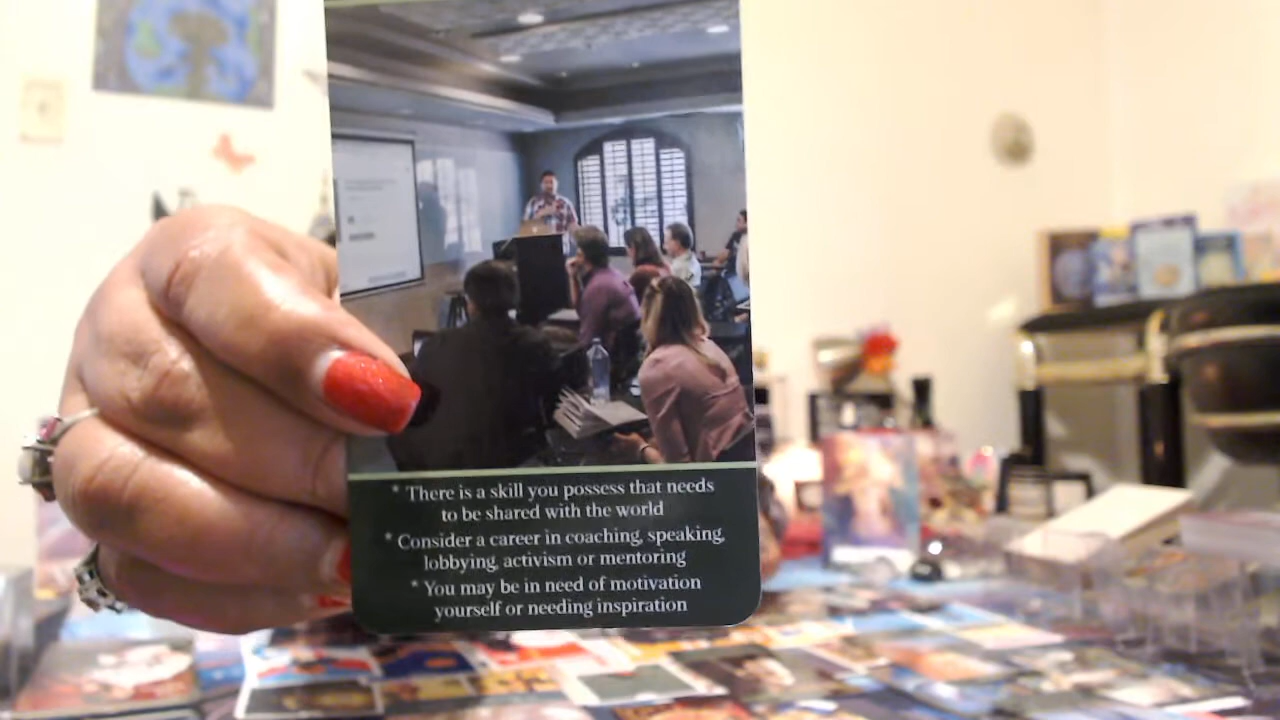 * There is a skill you possess that needs
to be shared with the world
* Consider a career in coaching, speaking,
lobbying, activism or mentoring
* You may be in need of motivation
yourself or needing inspiration